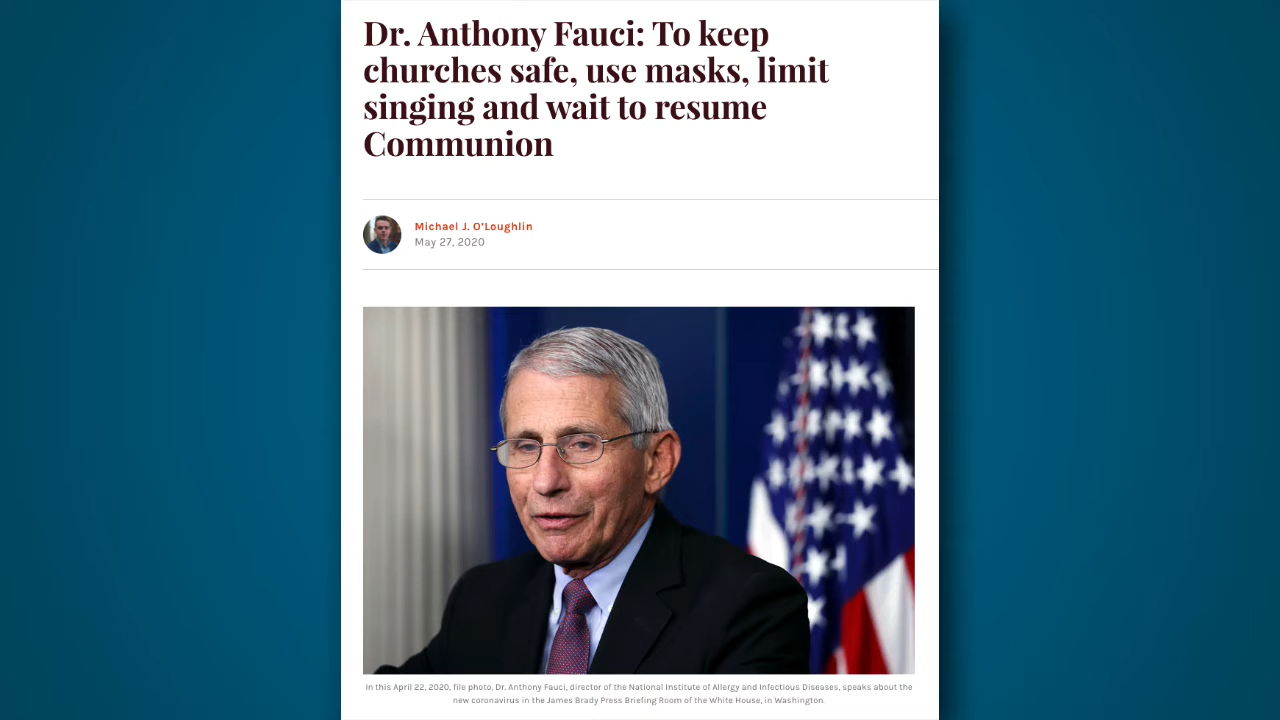 Dr. Anthony Fauci: To keep
churches safe, use masks, limit
singing and wait to resume
Communion
Michael J. O’Loughlin
May 27, 2020
In this April 22, 2020, file photo, Dr. Anthony Fauci, director of the National Institute of Allergy and Infectious Diseases, speaks about the
new coronavirus in the James Brady Press Briefing Room of the White House, in Washington.